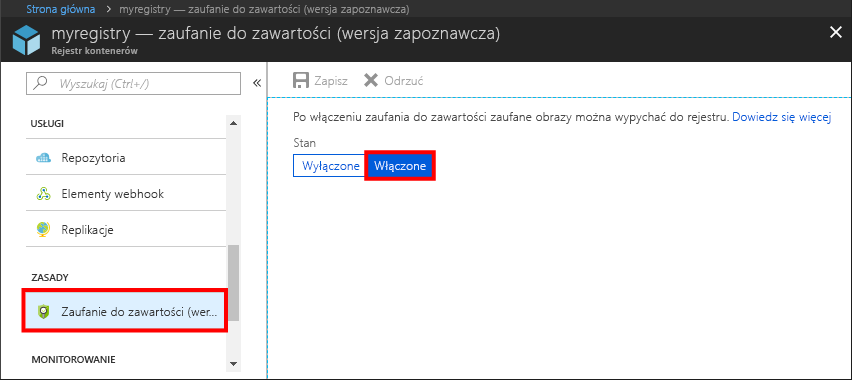 Strona główna > myregistry — zaufanie do zawartości (wersja zapoznawcza)
myregistry — zaufanie do zawartości (wersja zapoznawcza)
Rejestr kontenerów
Wyszukaj (Ctrl+/)
Zapisz Odrzuć
USŁUGI
Repozytoria
Elementy webhook
Replikacje
ZASADY
Zaufanie do zawartości (wer...
MONITOROWANIE
Po włączeniu zaufania do zawartości zaufane obrazy można wypychać do rejestru. Dowiedz się więcej
Stan
Wyłączone Włączone